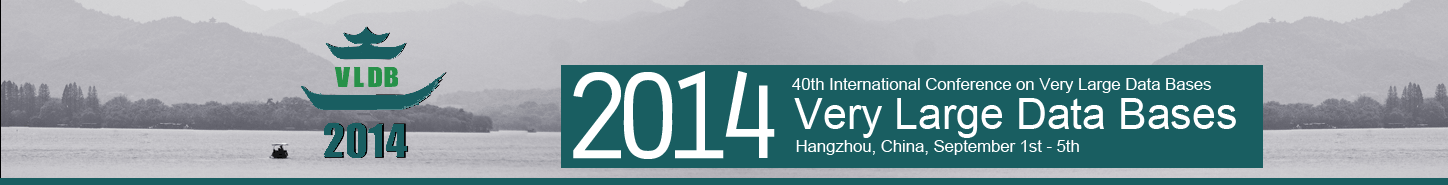 VLDB
2014
2014
40th International Conference on Very Large Data Bases
Very Large Data Bases
Hangzhou, China, September 1st - 5th